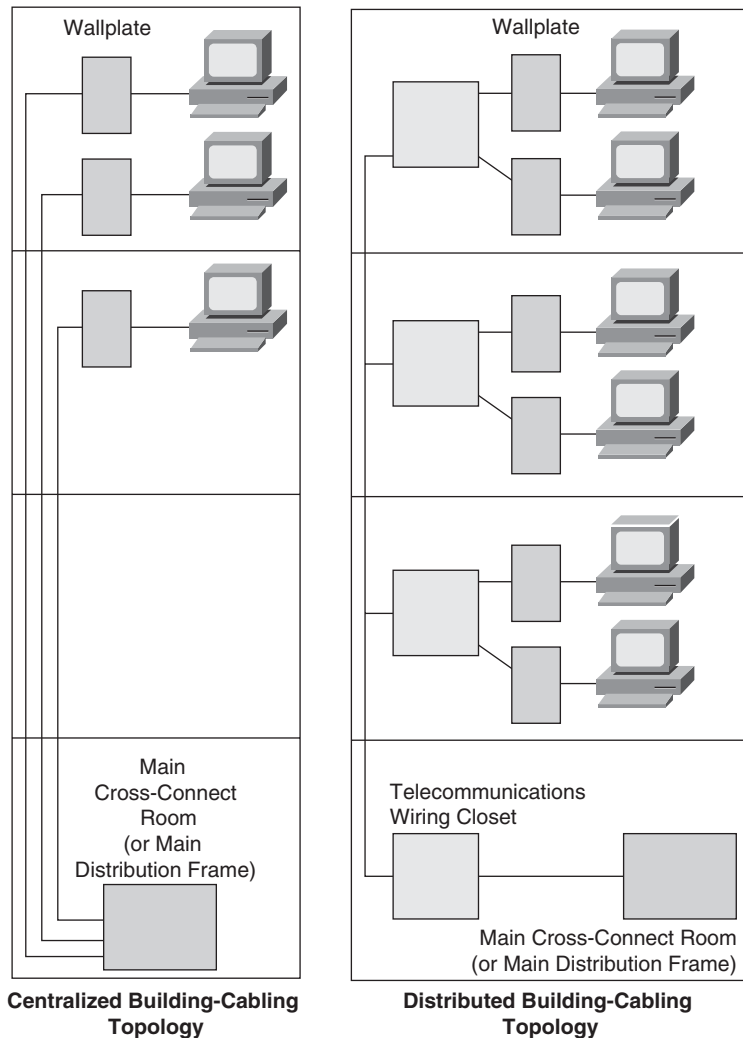 Wallplate
Main
Cross-Connect
Room
(or Main
Distribution Frame)
Centralized Building-Cabling
Topology
Wallplate
Telecommunications
Wiring Closet
Main Cross-Connect Room
(or Main Distribution Frame)
Distributed Building-Cabling
Topology